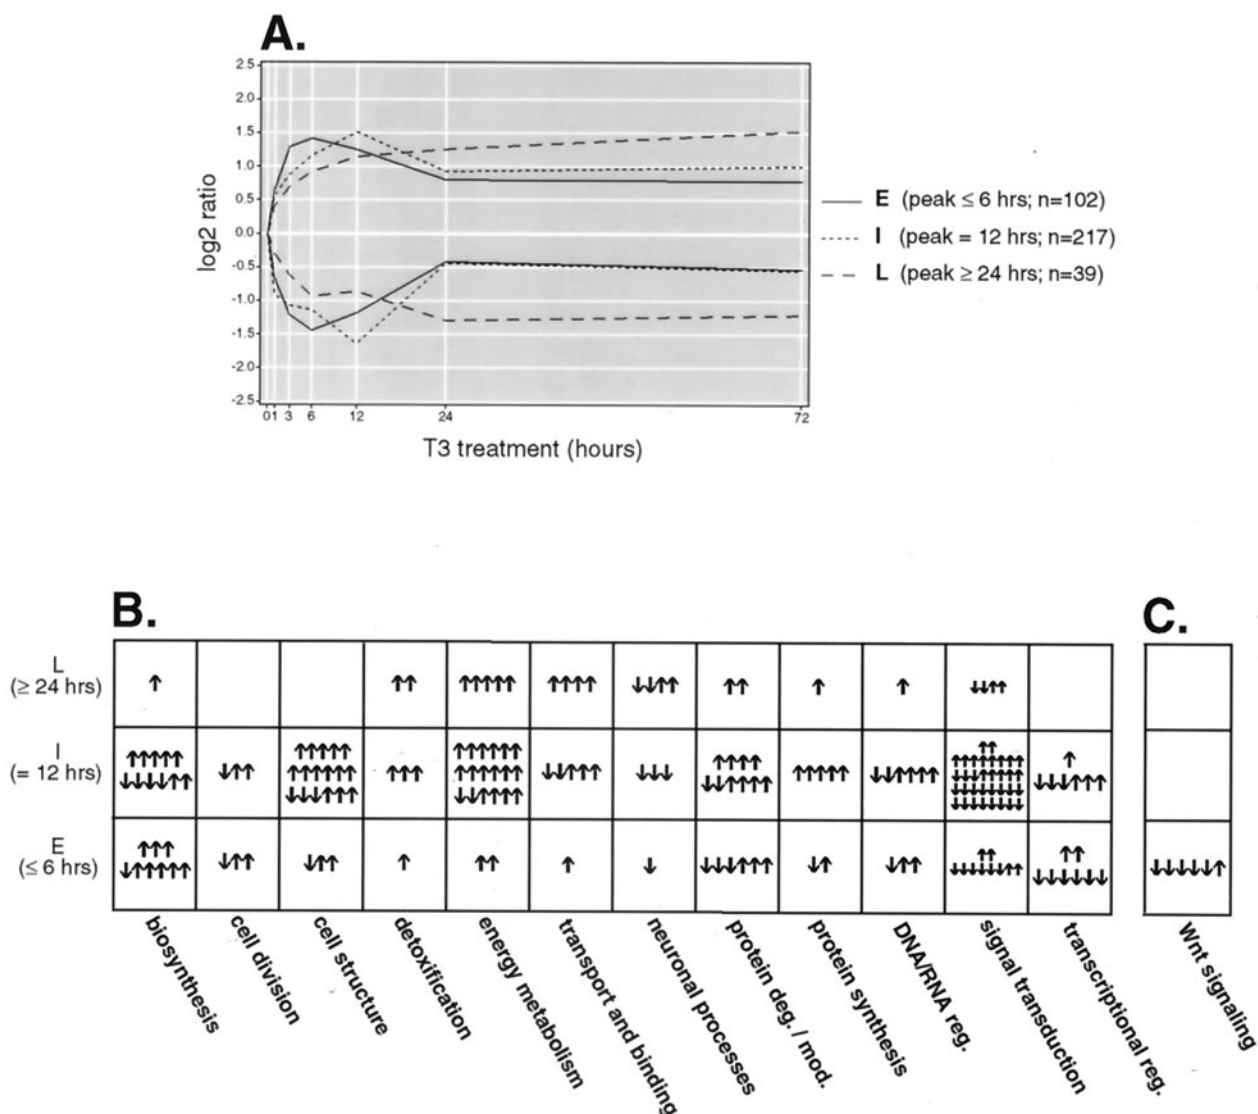 A.
2.5
2.0
1.5
1.0
0.5
0.0
-0.5
-1.0
-1.5
-2.0
-2.5
log2 ratio
0 1 3 6 12 24 72
T3 treatment (hours)
E (peak ≤ 6 hrs; n=102)
I (peak = 12 hrs; n=217)
L (peak ≥ 24 hrs; n=39)
B.
C.
L
(≥ 24 hrs)
I
(= 12 hrs)
E
(≤ 6 hrs)
biosynthesis
cell division
cell structure
detoxification
energy metabolism
transport and binding
neuronal processes
protein deg. / mod.
protein synthesis
DNA/RNA reg.
signal transduction
transcriptional reg.
Wnt signaling